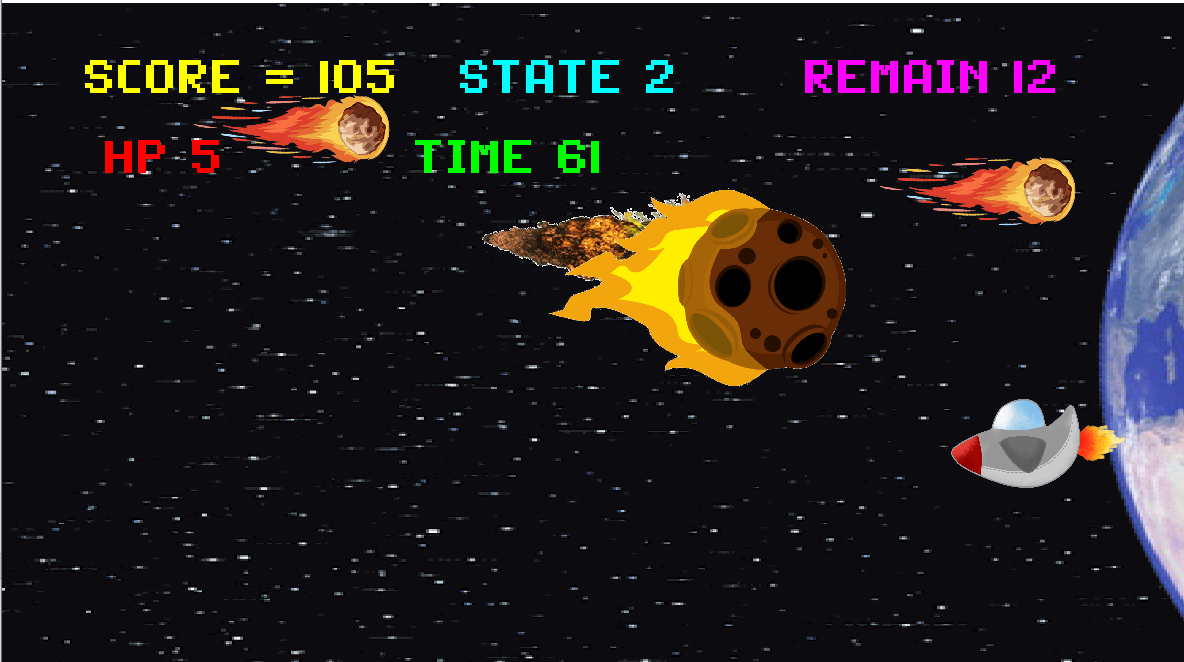 SCORE = 105 STATE 2 REMAIN 12
HP 5 TIME 61